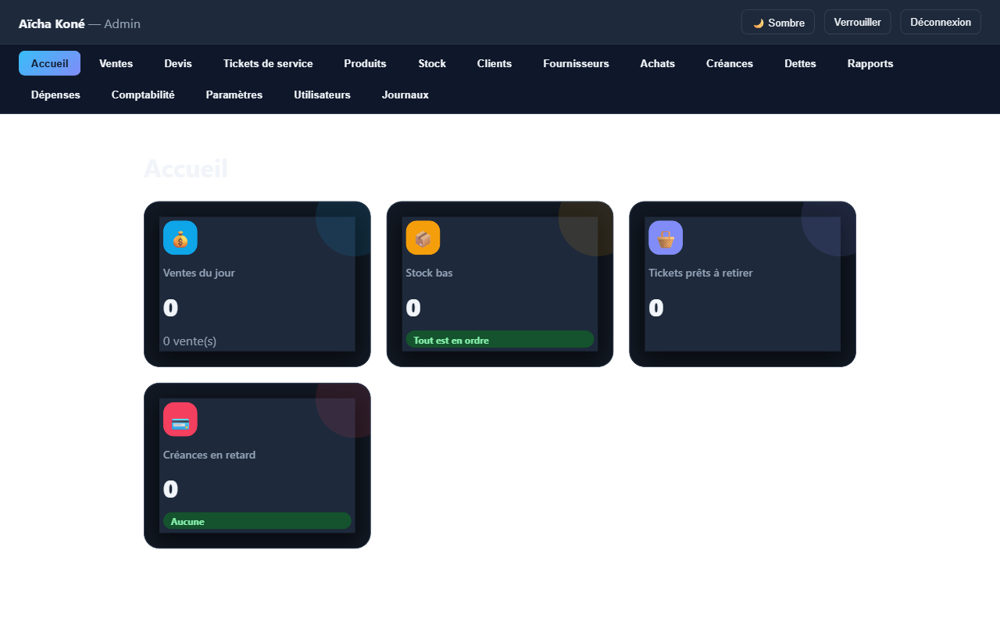 Aïcha Koné — Admin
Sombre
Verrouiller
Déconnexion
Accueil Ventes Devis Tickets de service Produits Stock Clients Fournisseurs Achats Créances Dettes Rapports
Dépenses Comptabilité Paramètres Utilisateurs Journaux
Accueil
Ventes du jour
0
0 vente(s)
Stock bas
0
Tout est en ordre
Tickets prêts à retirer
0
Créances en retard
0
Aucune